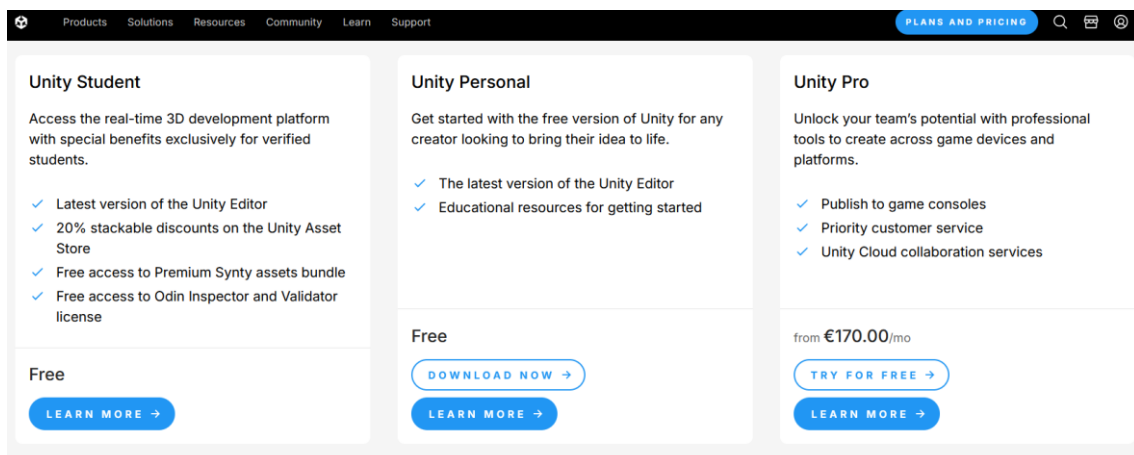 Products Solutions Resources Community Learn Support PLANS AND PRICING
Unity Student
Access the real-time 3D development platform
with special benefits exclusively for verified
students.
Latest version of the Unity Editor
20% stackable discounts on the Unity Asset
Store
Free access to Premium Synty assets bundle
Free access to Odin Inspector and Validator
license
Free
LEARN MORE →
Unity Personal
Get started with the free version of Unity for any
creator looking to bring their idea to life.
The latest version of the Unity Editor
Educational resources for getting started
Free
DOWNLOAD NOW →
LEARN MORE →
Unity Pro
Unlock your team’s potential with professional
tools to create across game devices and
platforms.
Publish to game consoles
Priority customer service
Unity Cloud collaboration services
from €170.00/mo
TRY FOR FREE →
LEARN MORE →